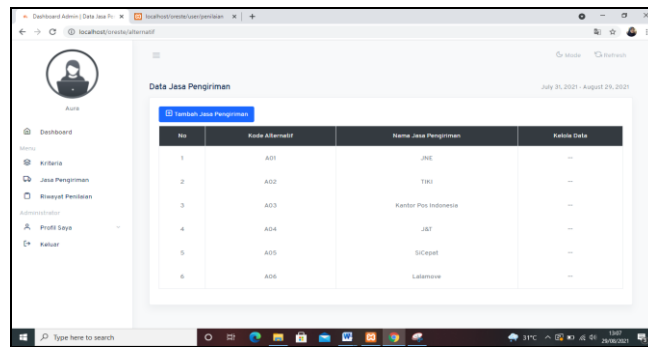 Dashboard Admin | Data Jasa Pe
localhost/oreste/user/penilaian
localhost/oreste/alternatif
Mode Refresh
Data Jasa Pengiriman
July 31, 2021 - August 29, 2021
Aura
Tambah Jasa Pengiriman
Dashboard
Menu
Kriteria
Jasa Pengiriman
Riwayat Penilaian
Administrator
Profil Saya
Keluar
No Kode Alternatif Nama Jasa Pengiriman Kelola Data
1 A01 JNE
2 A02 TIKI
3 A03 Kantor Pos Indonesia
4 A04 J&T
5 A05 SiCepat
6 A06 Lalamove
Type here to search
31°C
13:07
29/08/2021